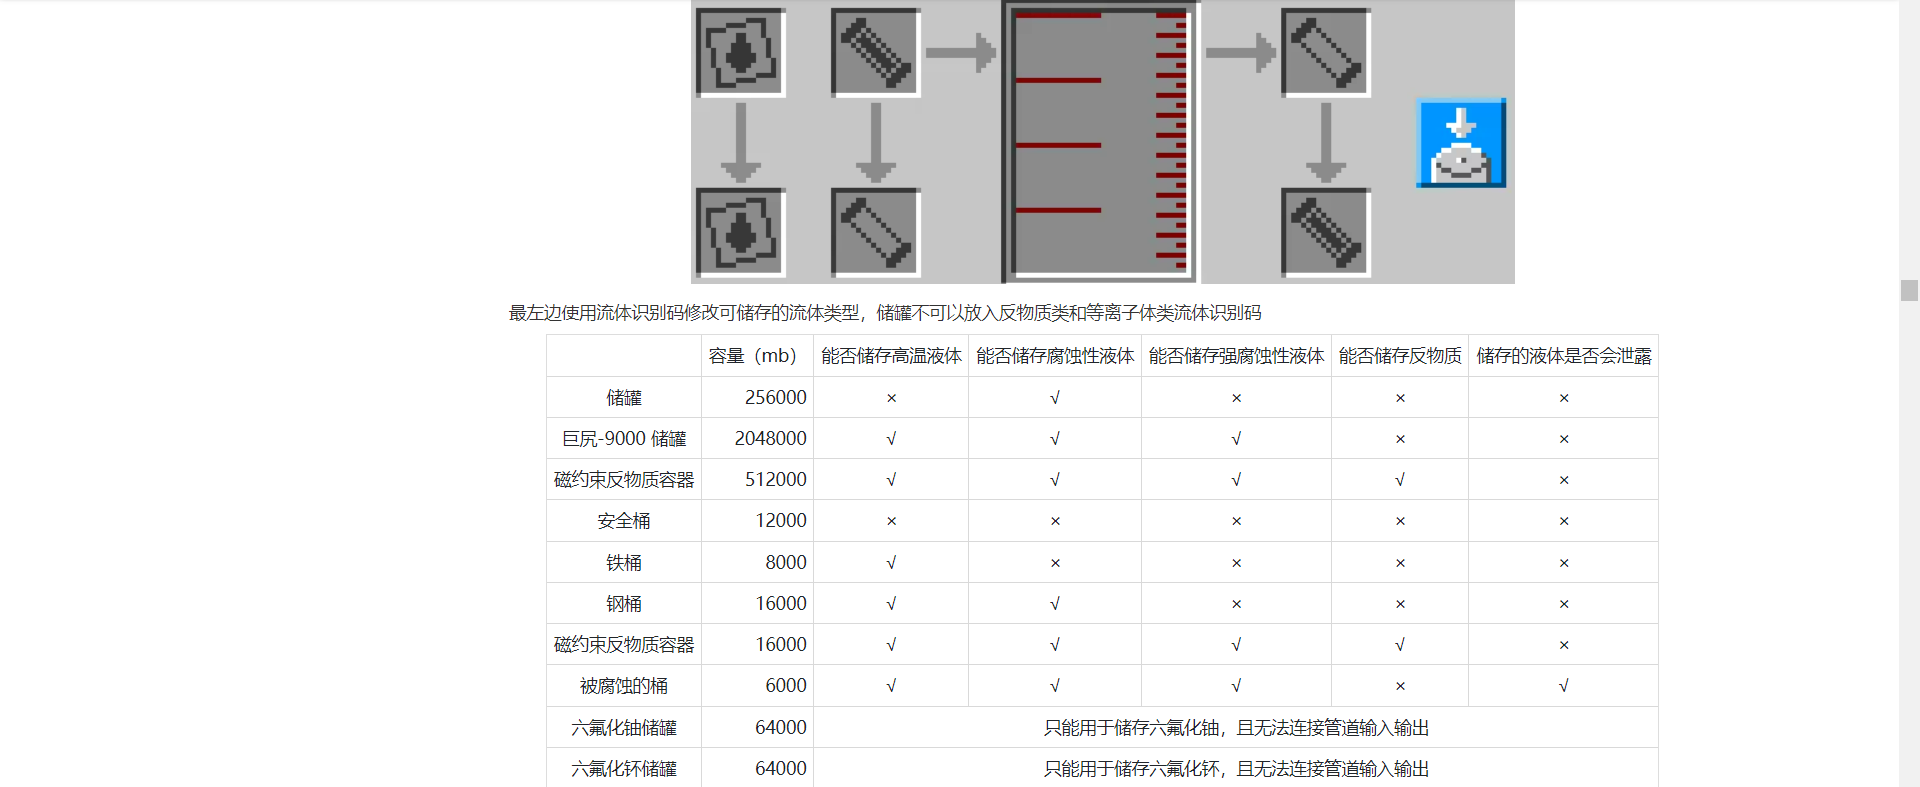 最左边使用流体识别码修改可储存的流体类型，储罐不可以放入反物质类和等离子体类流体识别码
容量（mb） 能否储存高温液体 能否储存腐蚀性液体 能否储存强腐蚀性液体 能否储存反物质 储存的液体是否会泄露
储罐 256000 × √ × × ×
巨尻-9000 储罐 2048000 √ √ √ × ×
磁约束反物质容器 512000 √ √ √ √ ×
安全桶 12000 × × × × ×
铁桶 8000 √ × × × ×
钢桶 16000 √ √ × × ×
磁约束反物质容器 16000 √ √ √ √ ×
被腐蚀的桶 6000 √ √ √ × √
六氟化铀储罐 64000 只能用于储存六氟化铀，且无法连接管道输入输出
六氟化钚储罐 64000 只能用于储存六氟化钚，且无法连接管道输入输出